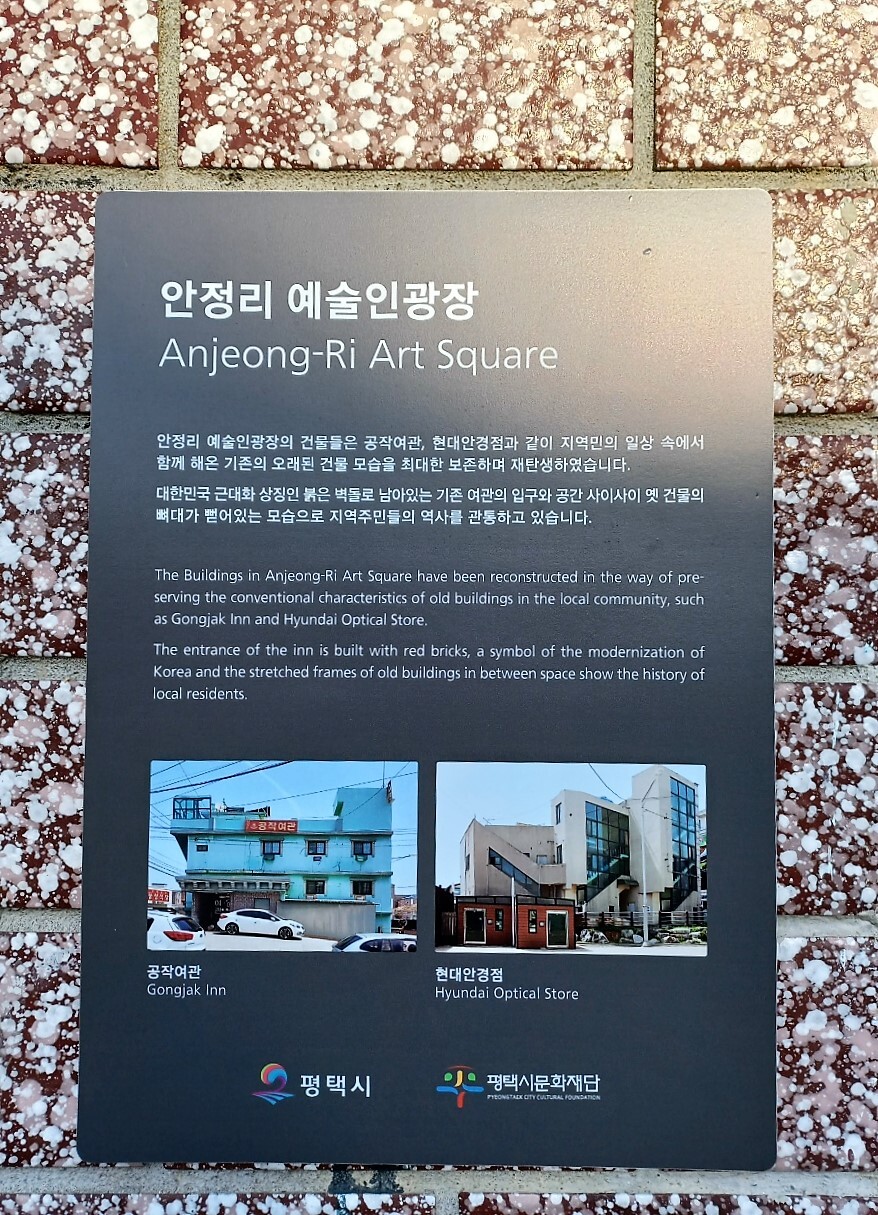 안정리 예술인광장
Anjeong-Ri Art Square
안정리 예술인광장의 건물들은 공작여관, 현대안경점과 같이 지역민의 일상 속에서
함께 해온 기존의 오래된 건물 모습을 최대한 보존하며 재탄생하였습니다.
대한민국 근대화 상징인 붉은 벽돌로 남아있는 기존 여관의 입구와 공간 사이사이 옛 건물의
뼈대가 뻗어있는 모습으로 지역주민들의 역사를 관통하고 있습니다.
The Buildings in Anjeong-Ri Art Square have been reconstructed in the way of pre-
serving the conventional characteristics of old buildings in the local community, such
as Gongjak Inn and Hyundai Optical Store.
The entrance of the inn is built with red bricks, a symbol of the modernization of
Korea and the stretched frames of old buildings in between space show the history of
local residents.
공작여관
공작여관
Gongjak Inn
현대안경점
Hyundai Optical Store
평택시
평택시문화재단
PYEONGTAEK CITY CULTURAL FOUNDATION